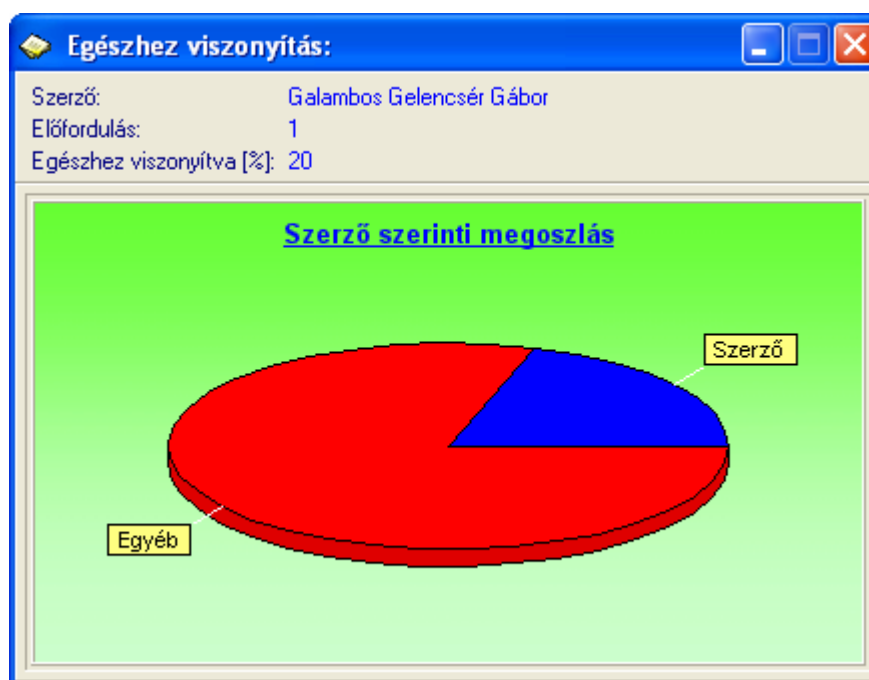 Egészhez viszonyítás:
Szerző: Galambos Gelencsér Gábor
Előfordulás: 1
Egészhez viszonyítva [%]: 20
Szerző szerinti megoszlás
Szerző
Egyéb